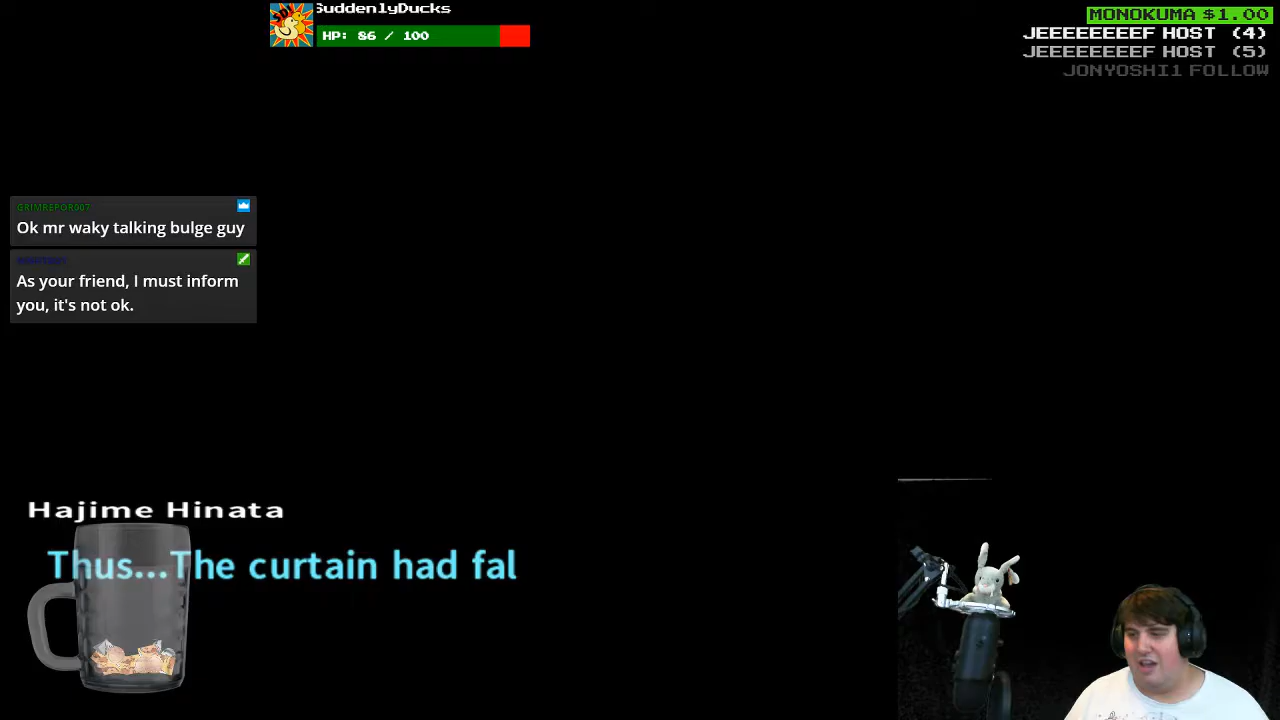 SuddenlyDucks
HP: 86 / 100
MONOKUMA $1.00
JEEEEEEEEF HOST (4)
JEEEEEEEEF HOST (5)
JONYOSHI1 FOLLOW
GRIMREPOR007
Ok mr waky talking bulge guy
As your friend, I must inform
you, it's not ok.
Hajime Hinata
Thus...The curtain had fal